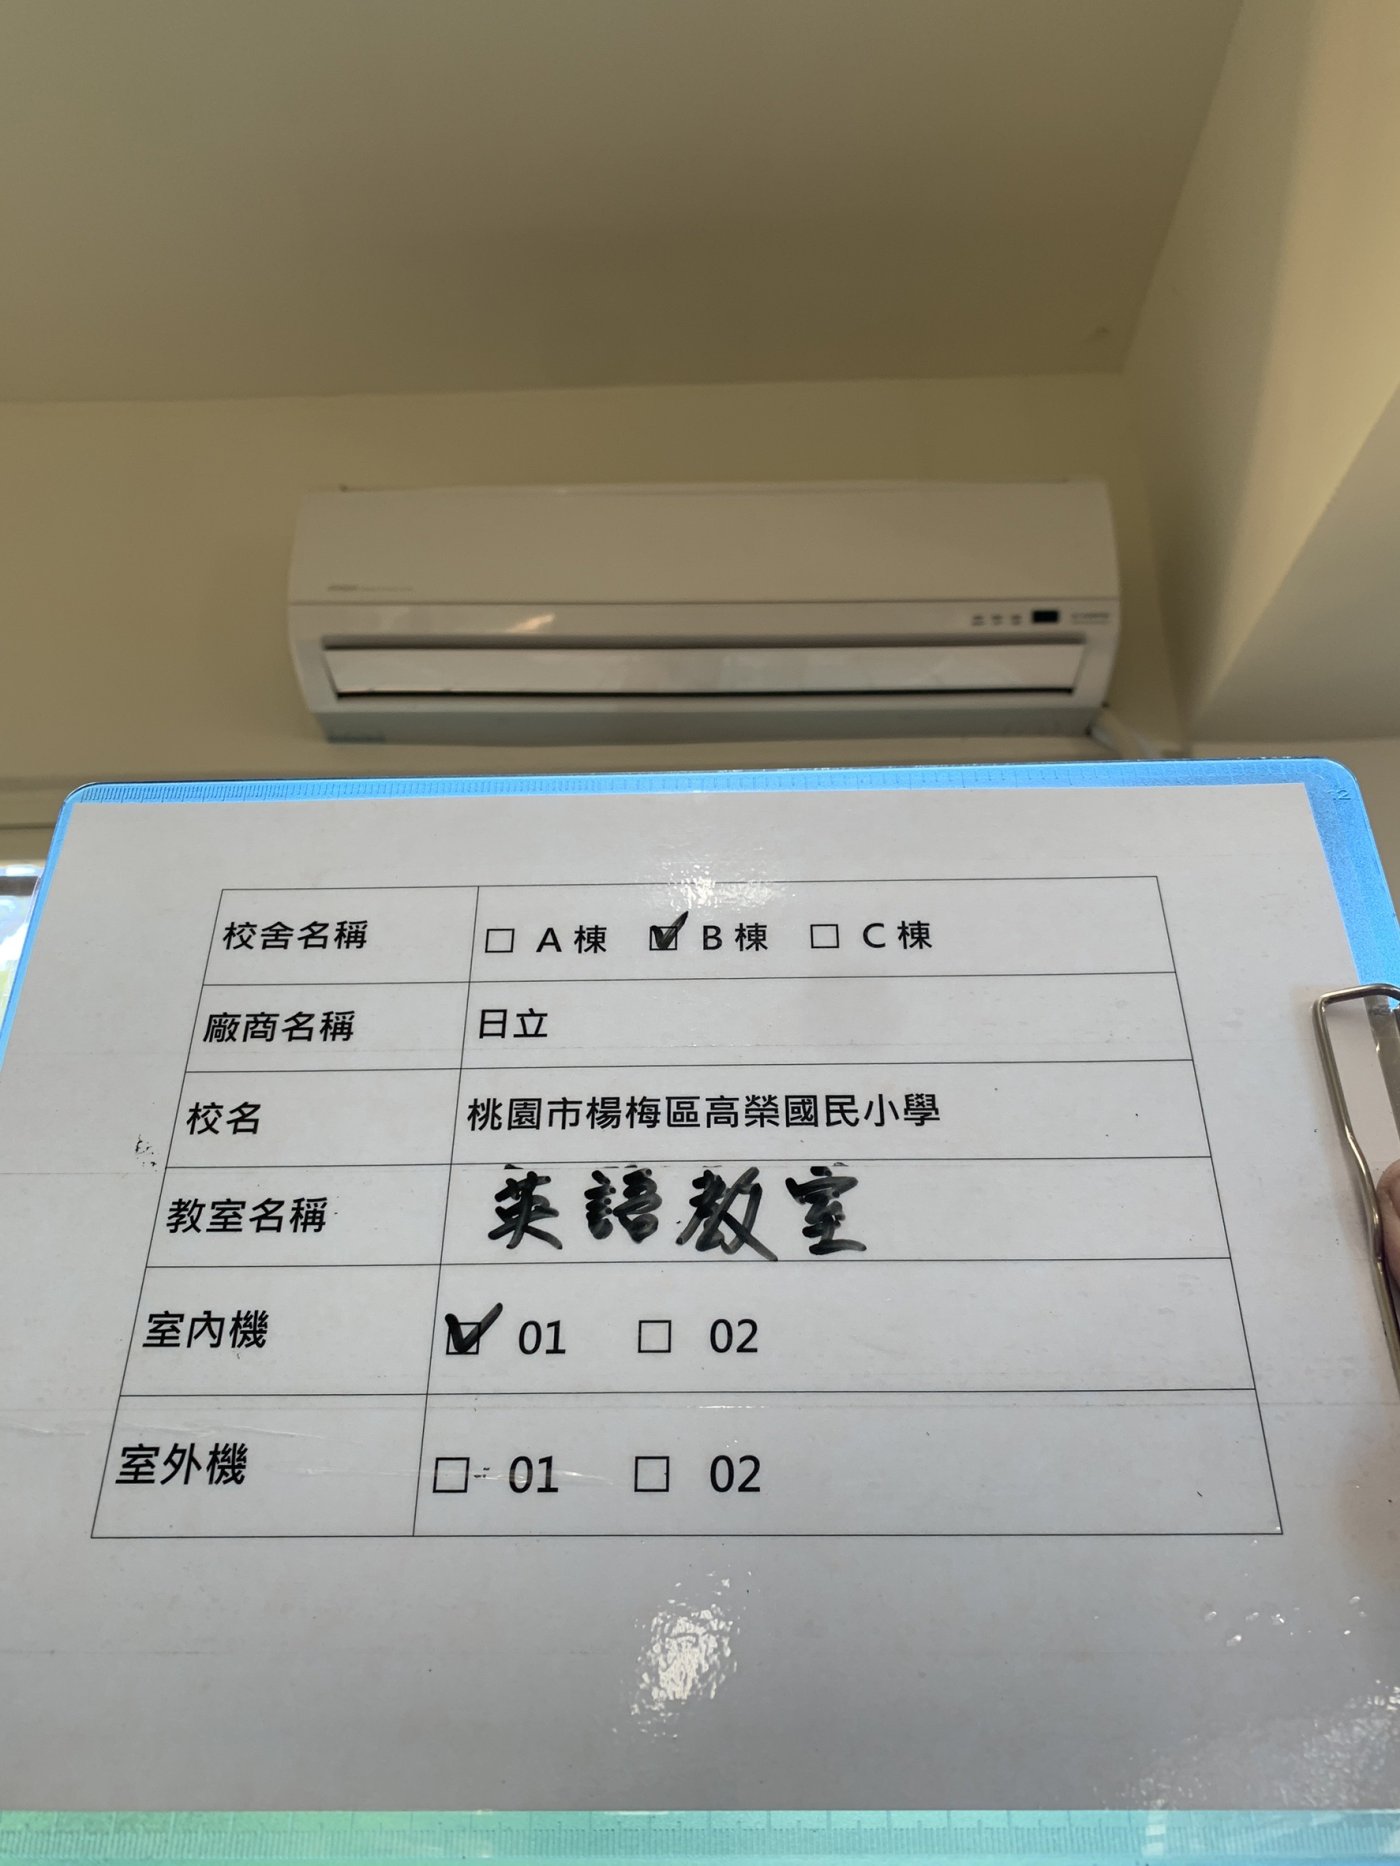 校舍名稱 □ A棟 ☑ B棟 □ C棟
廠商名稱 日立
校名 桃園市楊梅區高榮國民小學
教室名稱 英語教室
室內機 ☑ 01 □ 02
室外機 □ 01 □ 02